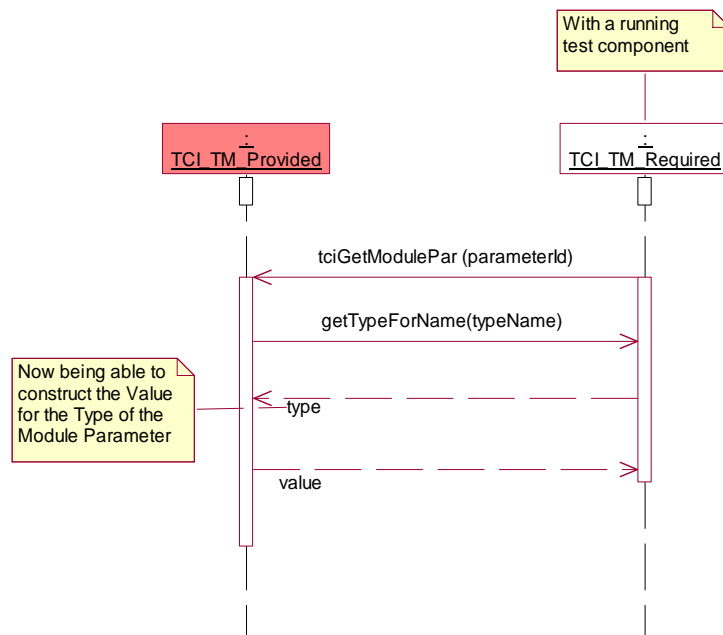 With a running
test component
:
TCI_TM_Provided
:
TCI_TM_Required
tciGetModulePar (parameterId)
getTypeForName(typeName)
Now being able to
construct the Value
for the Type of the
Module Parameter
type
value